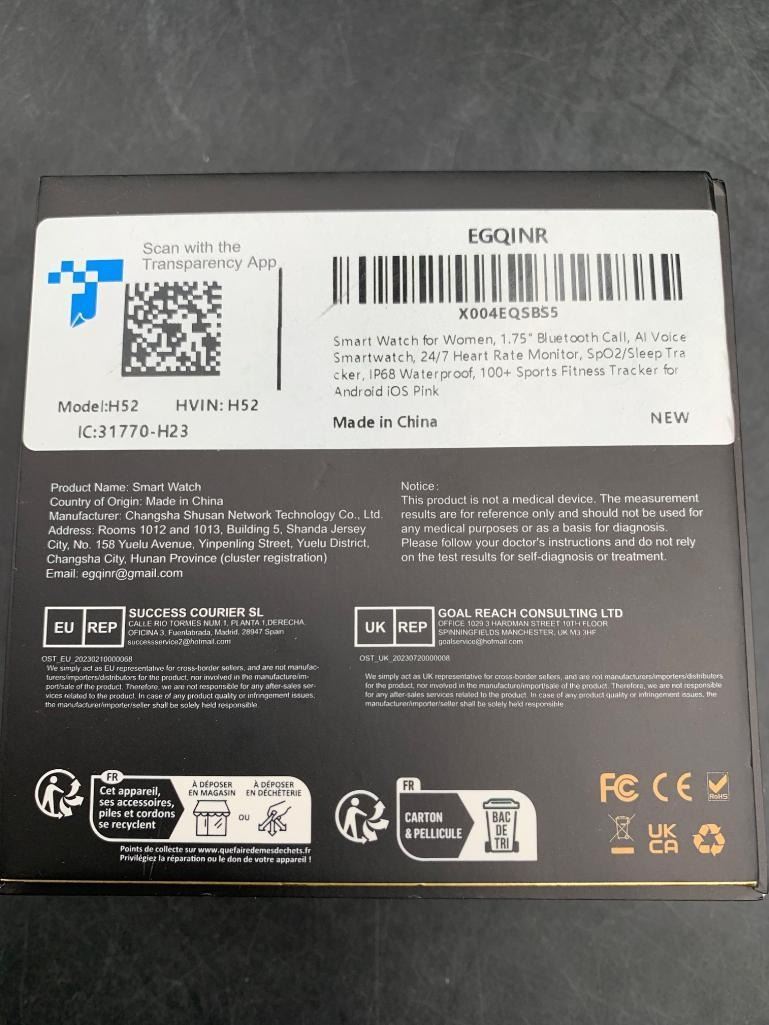 Scan with the
Transparency App
Model:H52 HVIN: H52
IC:31770-H23
EGQINR
X004EQSBS5
Smart Watch for Women, 1.75" Bluetooth Call, AI Voice
Smartwatch, 24/7 Heart Rate Monitor, SpO2/Sleep Tra
cker, IP68 Waterproof, 100+ Sports Fitness Tracker for
Android iOS Pink
Made in China NEW
Product Name: Smart Watch
Country of Origin: Made in China
Manufacturer: Changsha Shusan Network Technology Co., Ltd.
Address: Rooms 1012 and 1013, Building 5, Shanda Jersey
City, No. 158 Yuelu Avenue, Yinpenling Street, Yuelu District,
Changsha City, Hunan Province (cluster registration)
Email: egqinr@gmail.com
Notice:
This product is not a medical device. The measurement
results are for reference only and should not be used for
any medical purposes or as a basis for diagnosis.
Please follow your doctor's instructions and do not rely
on the test results for self-diagnosis or treatment.
EU REP
SUCCESS COURIER SL
CALLE RIO TORMES NUM.1, PLANTA 1,DERECHA,
OFICINA 3, Fuenlabrada, Madrid, 28947 Spain
successservice2@hotmail.com
OST_EU_20230210000068
We simply act as EU representative for cross-border sellers, and are not manufac-
turers/importers/distributors for the product, nor involved in the manufacture/im-
port/sale of the product. Therefore, we are not responsible for any after-sales ser-
vices related to the product. In case of any product quality or infringement issues,
the manufacturer/importer/seller shall be solely held responsible.
UK REP
GOAL REACH CONSULTING LTD
OFFICE 1029 3 HARDMAN STREET 10TH FLOOR
SPINNINGFIELDS MANCHESTER, UK M3 3HF
goalservice@hotmail.com
OST_UK_20230720000008
We simply act as UK representative for cross-border sellers, and are not manufacturers/importers/distributors
for the product, nor involved in the manufacture/import/sale of the product. Therefore, we are not responsible
for any after-sales services related to the product. In case of any product quality or infringement issues, the
manufacturer/importer/seller shall be solely held responsible.
FR
Cet appareil,
ses accessoires,
piles et cordons
se recyclent
À DÉPOSER
EN MAGASIN
OU
À DÉPOSER
EN DÉCHÈTERIE
Points de collecte sur www.quefairedemesdechets.fr
Privilégiez la réparation ou le don de votre appareil !
FR
CARTON
& PELLICULE
BAC
DE
TRI
FC CE RoHS
UK
CA